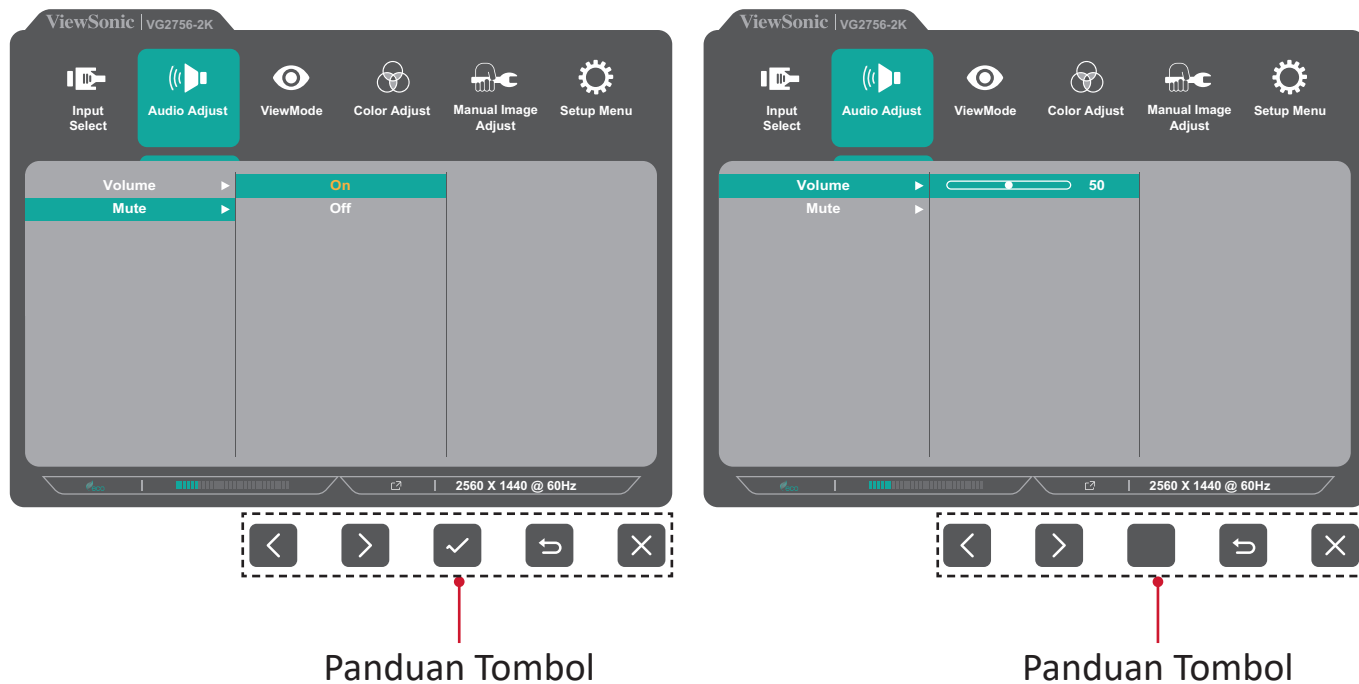 ViewSonic | VG2756-2K
Input Select
Audio Adjust
ViewMode
Color Adjust
Manual Image Adjust
Setup Menu
Volume
On
Mute
Off
eco
2560 X 1440 @ 60Hz
Panduan Tombol
ViewSonic | VG2756-2K
Input Select
Audio Adjust
ViewMode
Color Adjust
Manual Image Adjust
Setup Menu
Volume
50
Mute
eco
2560 X 1440 @ 60Hz
Panduan Tombol